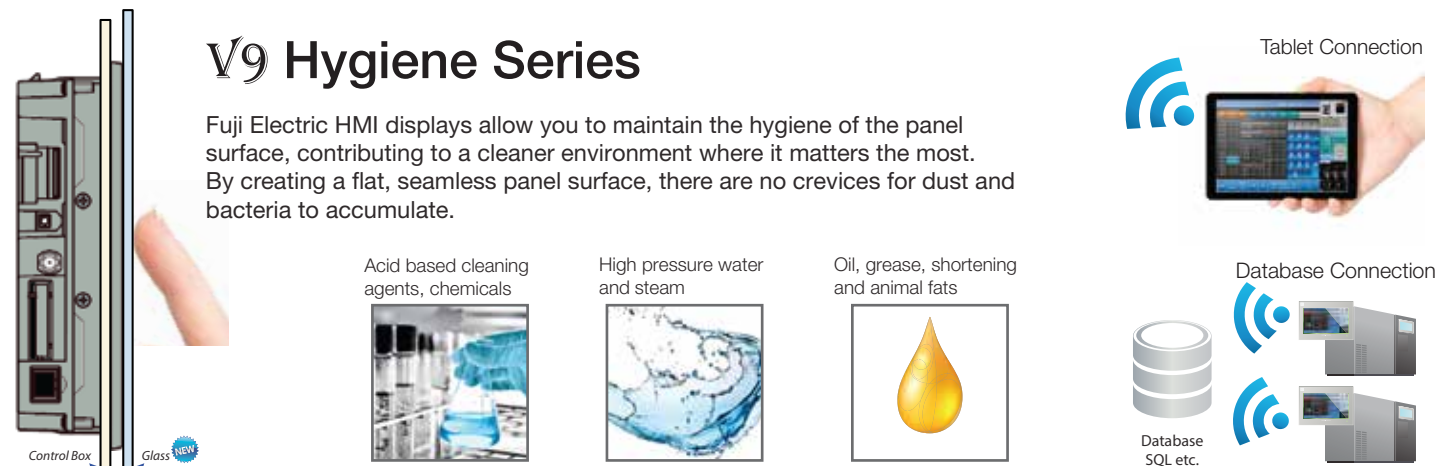 V9 Hygiene Series
Fuji Electric HMI displays allow you to maintain the hygiene of the panel
surface, contributing to a cleaner environment where it matters the most.
By creating a flat, seamless panel surface, there are no crevices for dust and
bacteria to accumulate.
Acid based cleaning
agents, chemicals
High pressure water
and steam
Oil, grease, shortening
and animal fats
Control Box
Glass
NEW
Tablet Connection
Database Connection
Database
SQL etc.